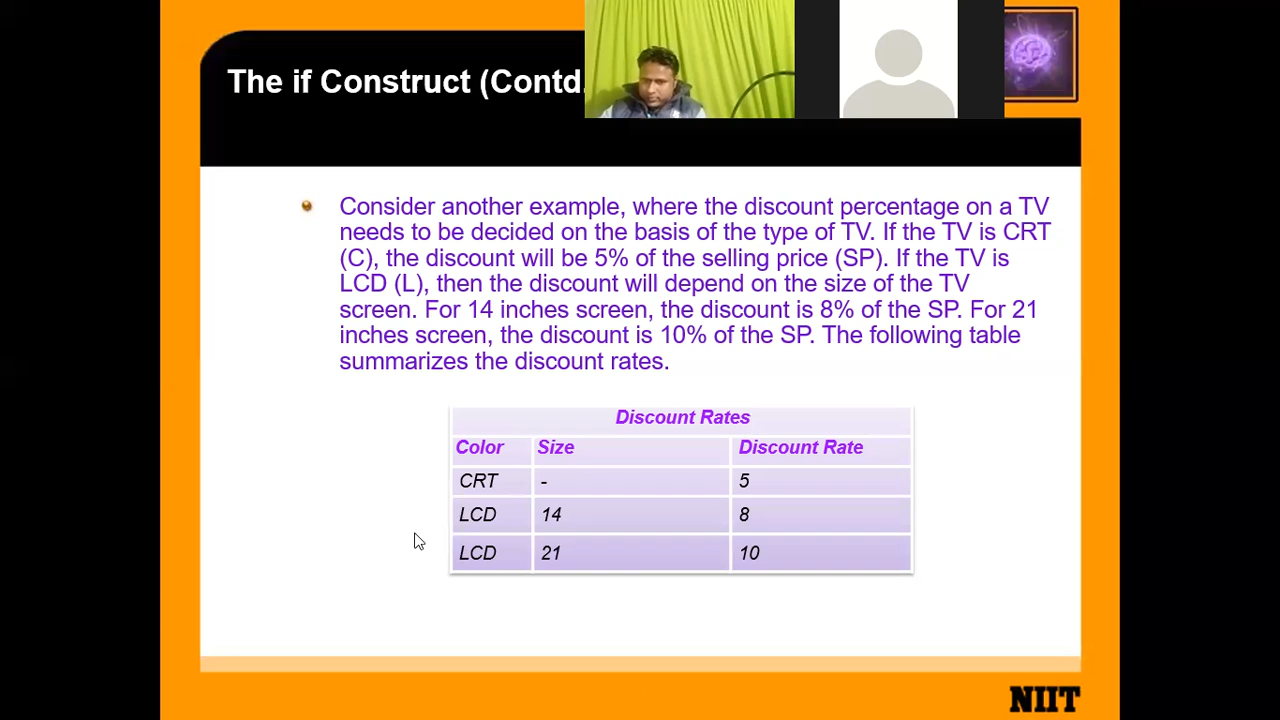 The if Construct (Contd.
Consider another example, where the discount percentage on a TV
needs to be decided on the basis of the type of TV. If the TV is CRT
(C), the discount will be 5% of the selling price (SP). If the TV is
LCD (L), then the discount will depend on the size of the TV
screen. For 14 inches screen, the discount is 8% of the SP. For 21
inches screen, the discount is 10% of the SP. The following table
summarizes the discount rates.
Discount Rates
Color Size Discount Rate
CRT - 5
LCD 14 8
LCD 21 10
NIIT